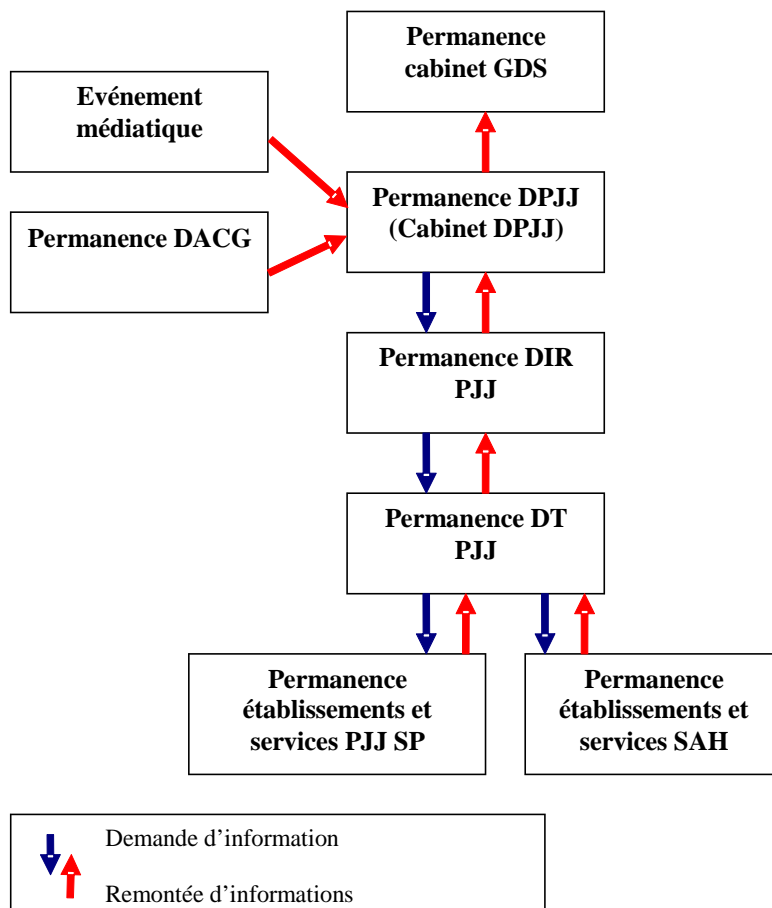 Permanence
cabinet GDS
Evénement
médiatique
Permanence DPJJ
(Cabinet DPJJ)
Permanence DACG
Permanence DIR
PJJ
Permanence DT
PJJ
Permanence
établissements et
services PJJ SP
Permanence
établissements et
services SAH
Demande d’information
Remontée d’informations